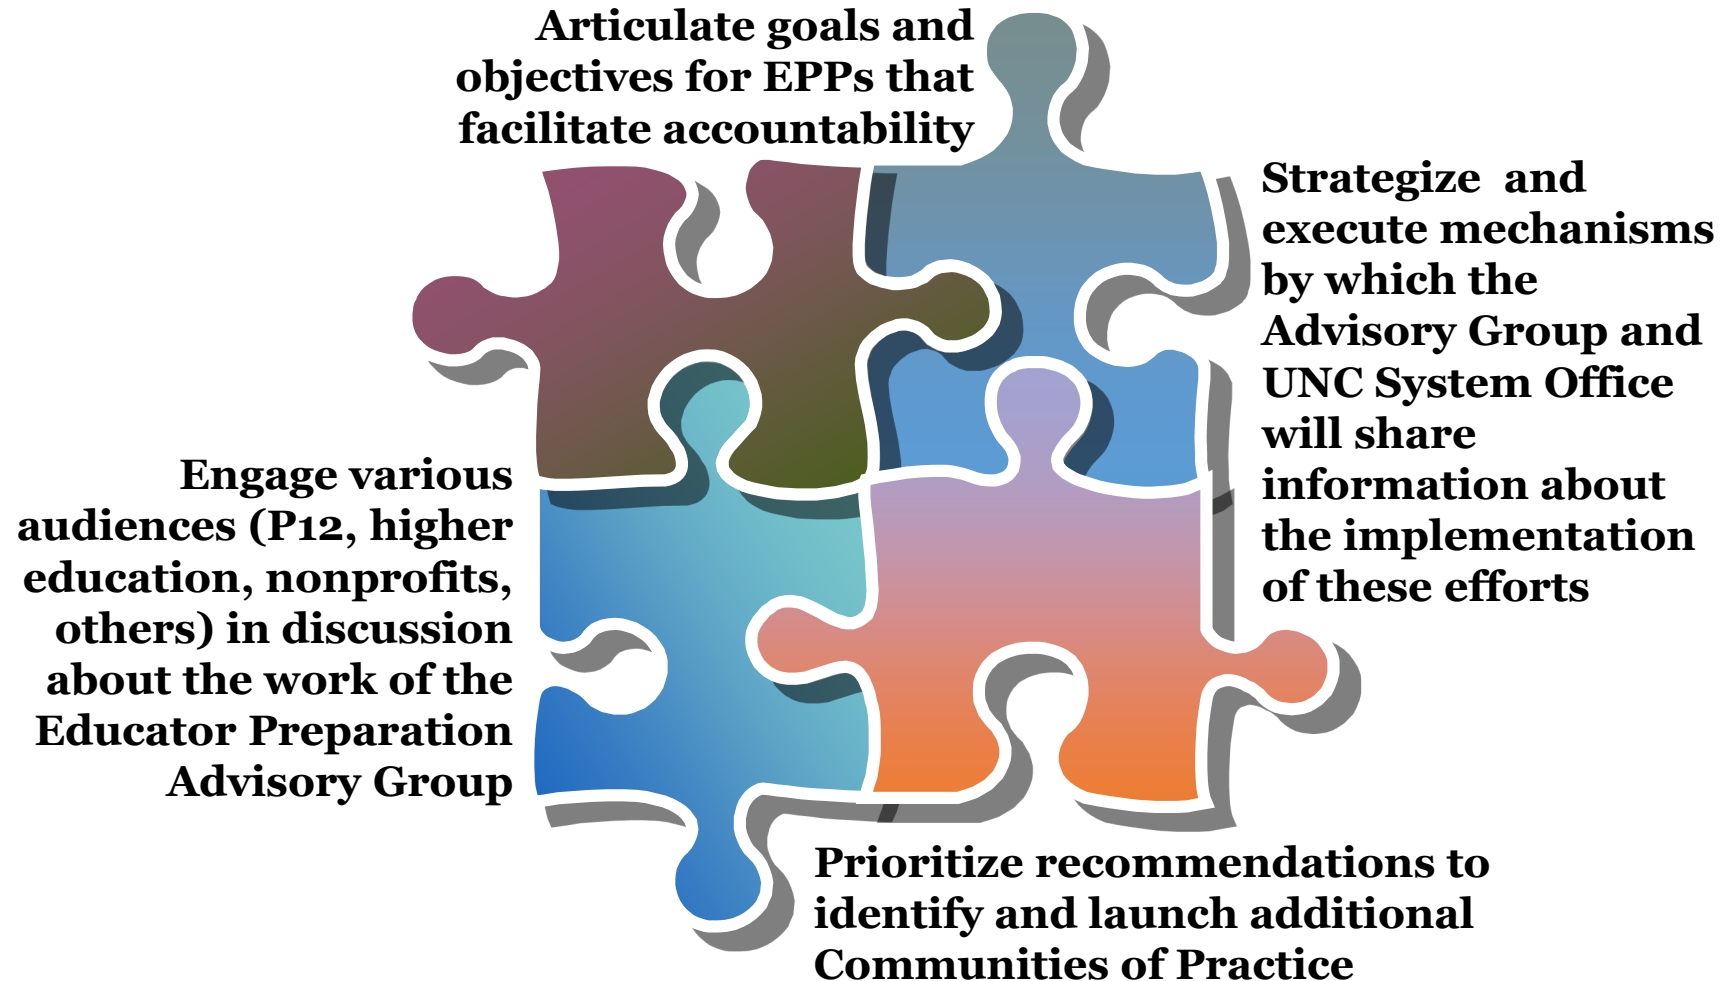 Articulate goals and
objectives for EPPs that
facilitate accountability
Strategize  and
execute mechanisms
by which the
Advisory Group and
UNC System Office
will share
information about
the implementation
of these efforts
Engage various
audiences (P12, higher
education, nonprofits,
others) in discussion
about the work of the
Educator Preparation
Advisory Group
Prioritize recommendations to
identify and launch additional
Communities of Practice